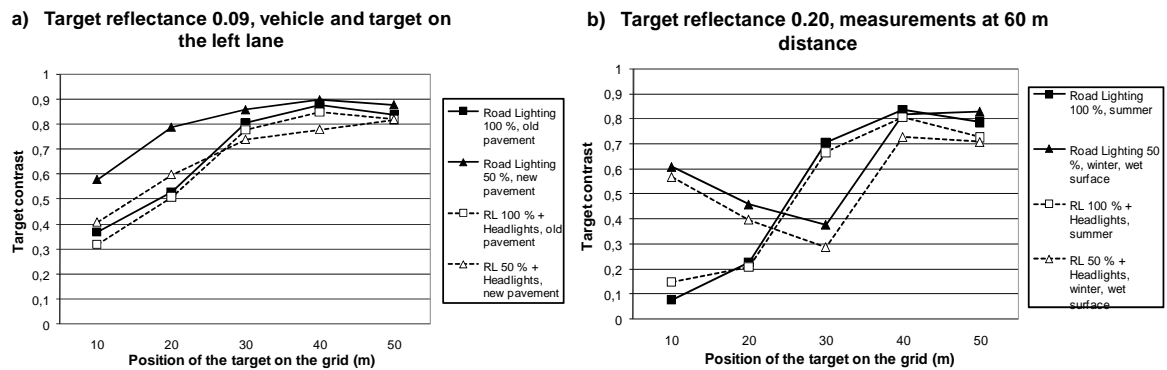 a) Target reflectance 0.09, vehicle and target on
the left lane
Target contrast
1
0,9
0,8
0,7
0,6
0,5
0,4
0,3
0,2
0,1
0
10 20 30 40 50
Position of the target on the grid (m)
Road Lighting
100 %, old
pavement
Road Lighting
50 %, new
pavement
RL 100 % +
Headlights, old
pavement
RL 50 % +
Headlights,
new pavement
b) Target reflectance 0.20, measurements at 60 m
distance
Target contrast
1
0,9
0,8
0,7
0,6
0,5
0,4
0,3
0,2
0,1
0
10 20 30 40 50
Position of the target on the grid (m)
Road Lighting
100 %, summer
Road Lighting 50
%, winter, wet
surface
RL 100 % +
Headlights,
summer
RL 50 % +
Headlights,
winter, wet
surface